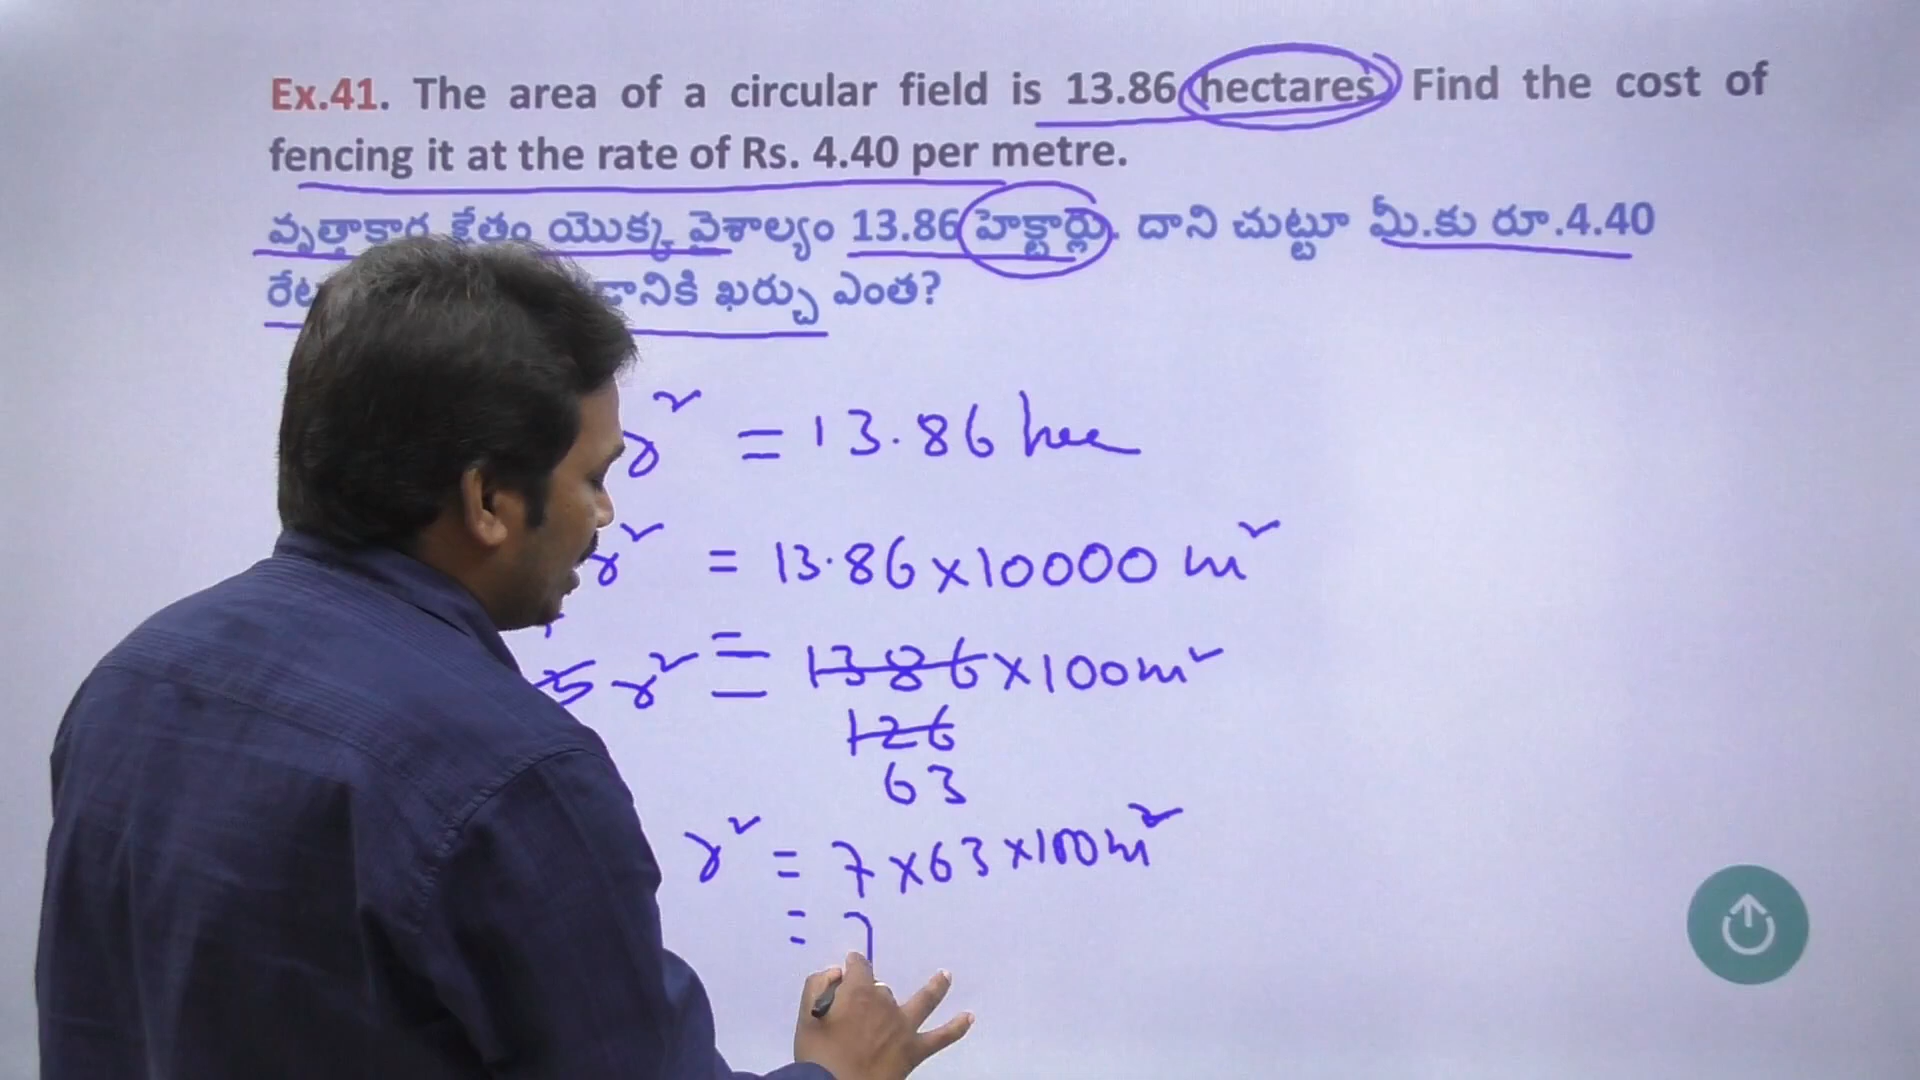 Ex.41. The area of a circular field is 13.86 hectares. Find the cost of
fencing it at the rate of Rs. 4.40 per metre.
వృత్తాకార క్షేత్రం యొక్క వైశాల్యం 13.86 హెక్టార్లు. దాని చుట్టూ మీ.కు రూ.4.40
ఖర్చు ఎంత?
r² = 13.86 hec
r² = 13.86 × 10000 m²
r² = 1386 × 100 m²
126
63
r² = 7 × 63 × 100 m²
= 7